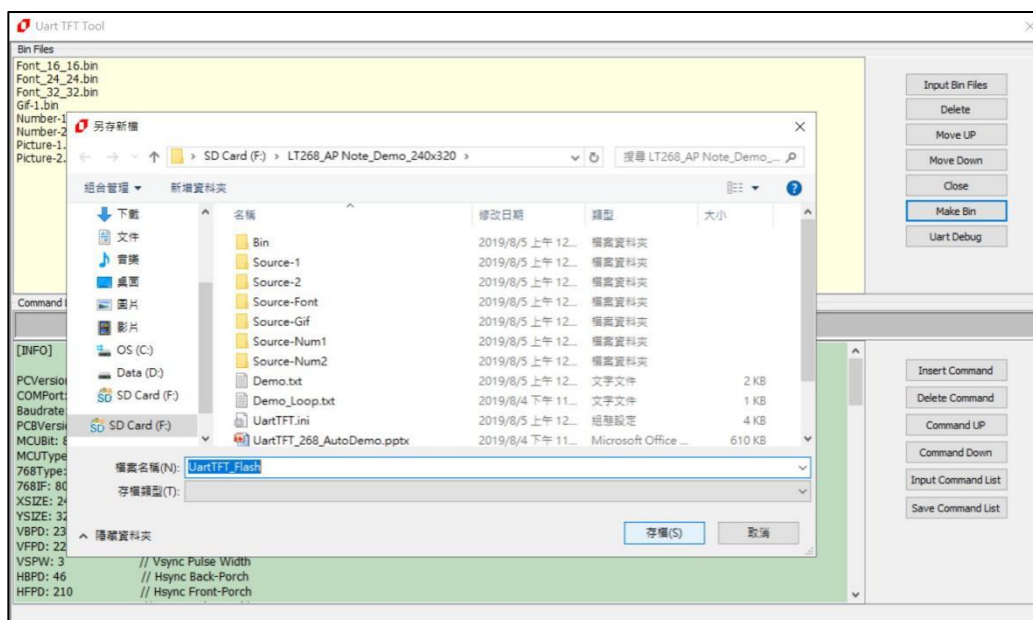 Uart TFT Tool
Bin Files
Font_16_16.bin
Font_24_24.bin
Font_32_32.bin
Gif-1.bin
Number-1
Number-2
Picture-1.
Picture-2.
Input Bin Files
Delete
Move UP
Move Down
Close
Make Bin
Uart Debug
另存新檔
SD Card (F:) › LT268_AP Note_Demo_240x320 ›
搜尋 LT268_AP Note_Demo_...
組合管理
新增資料夾
下載
文件
音樂
桌面
圖片
影片
OS (C:)
Data (D:)
SD Card (F:)
SD Card (F:)
名稱 修改日期 類型 大小
Bin 2019/8/5 上午 12... 檔案資料夾
Source-1 2019/8/5 上午 12... 檔案資料夾
Source-2 2019/8/5 上午 12... 檔案資料夾
Source-Font 2019/8/5 上午 12... 檔案資料夾
Source-Gif 2019/8/5 上午 12... 檔案資料夾
Source-Num1 2019/8/5 上午 12... 檔案資料夾
Source-Num2 2019/8/5 上午 12... 檔案資料夾
Demo.txt 2019/8/5 上午 12... 文字文件 2 KB
Demo_Loop.txt 2019/8/4 下午 11... 文字文件 1 KB
UartTFT.ini 2019/8/5 上午 12... 組態設定 4 KB
UartTFT_268_AutoDemo.pptx 2019/8/4 下午 11... Microsoft Office ... 610 KB
檔案名稱(N): UartTFT_Flash
存檔類型(T):
隱藏資料夾
存檔(S)
取消
Command L
[INFO]
PCVersion
COMPort:
Baudrate
PCBVersi
MCUBit: 8
MCUType
768Type:
768IF: 80
XSIZE: 24
YSIZE: 32
VBPD: 23
VFPD: 22
VSPW: 3 // Vsync Pulse Width
HBPD: 46 // Hsync Back-Porch
HFPD: 210 // Hsync Front-Porch
Insert Command
Delete Command
Command UP
Command Down
Input Command List
Save Command List